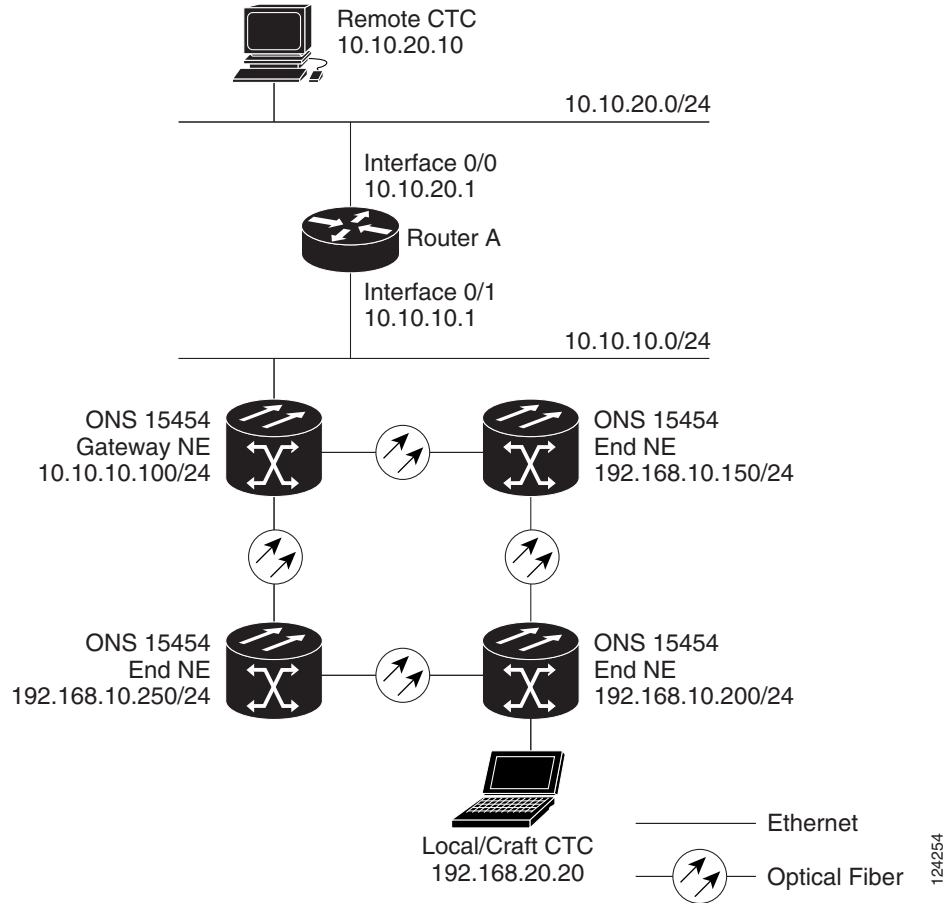 Remote CTC
10.10.20.10
10.10.20.0/24
Interface 0/0
10.10.20.1
Router A
Interface 0/1
10.10.10.1
10.10.10.0/24
ONS 15454
Gateway NE
10.10.10.100/24
ONS 15454
End NE
192.168.10.150/24
ONS 15454
End NE
192.168.10.250/24
ONS 15454
End NE
192.168.10.200/24
Local/Craft CTC
192.168.20.20
Ethernet
Optical Fiber
124254